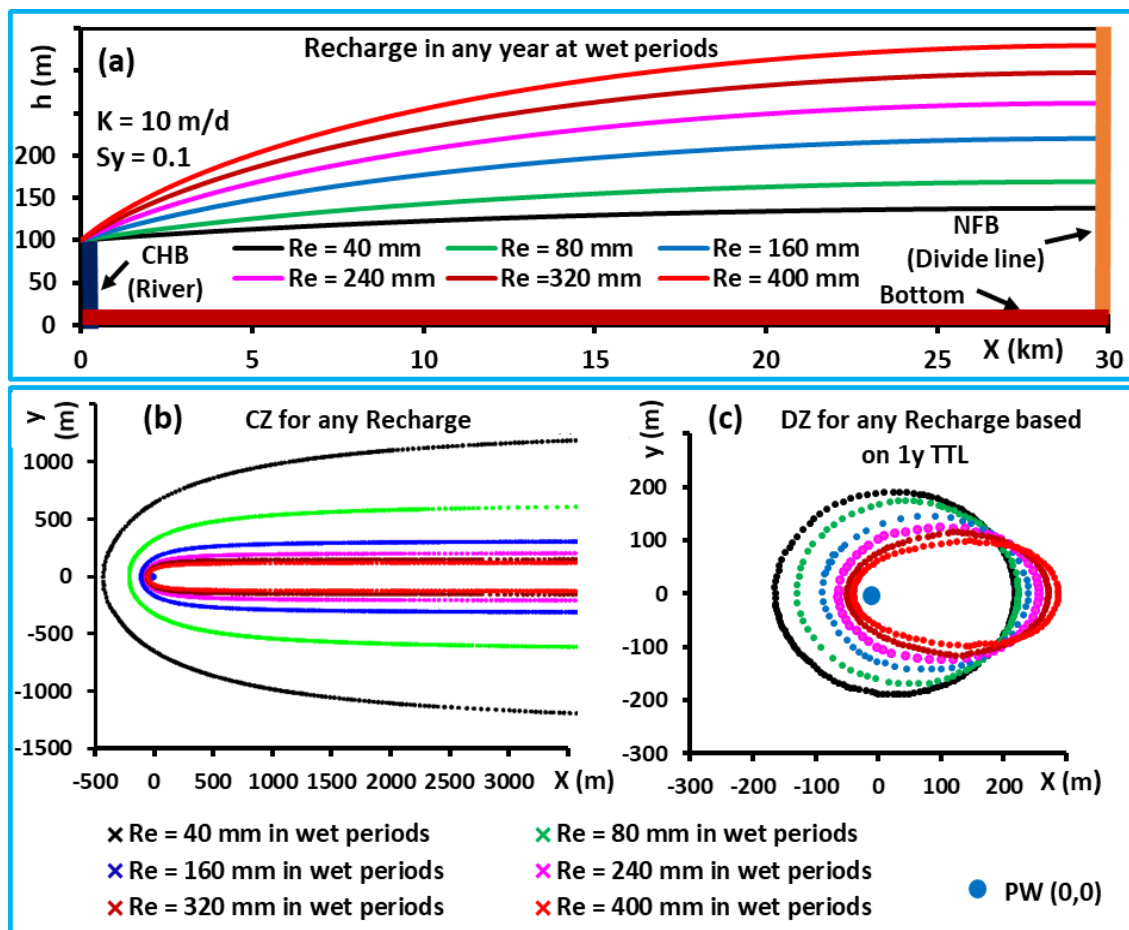 (a)
Recharge in any year at wet periods
h (m)
K = 10 m/d
Sy = 0.1
200
150
100
50
0
CHB
(River)
Re = 40 mm
Re = 80 mm
Re = 160 mm
Re = 240 mm
Re =320 mm
Re = 400 mm
NFB
(Divide line)
Bottom
0
5
10
15
20
25
30
X (km)
(b)
CZ for any Recharge
y
(m)
1000
500
0
-500
-1000
-1500
-500
0
500
1000
1500
2000
2500
3000
X (m)
(c)
DZ for any Recharge based
on 1y TTL
y (m)
200
100
0
-100
-200
-300
-300
-200
-100
0
100
200
X (m)
Re = 40 mm in wet periods
Re = 80 mm in wet periods
Re = 160 mm in wet periods
Re = 240 mm in wet periods
Re = 320 mm in wet periods
Re = 400 mm in wet periods
PW (0,0)